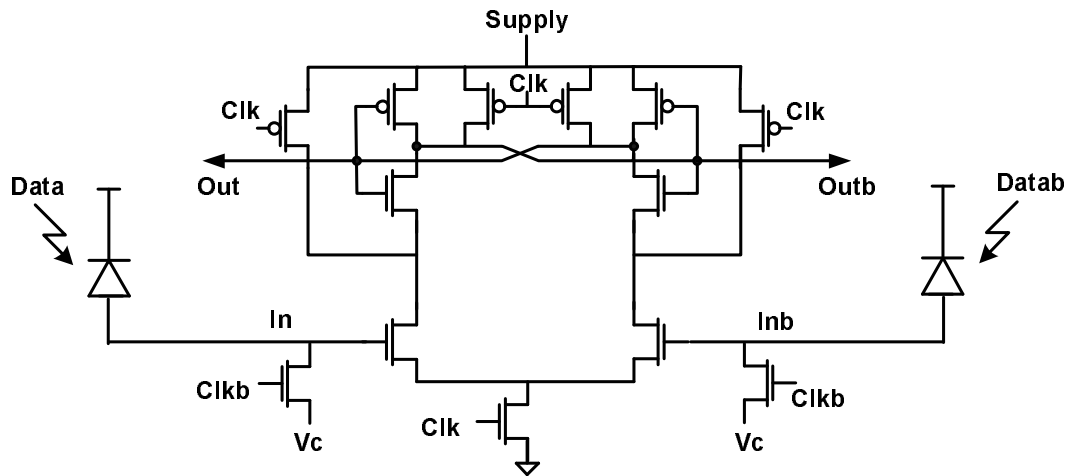 Supply
Clk
Clk
Clk
Out
Outb
Data
Datab
In
Inb
Clkb
Clk
Clkb
Vc
Vc